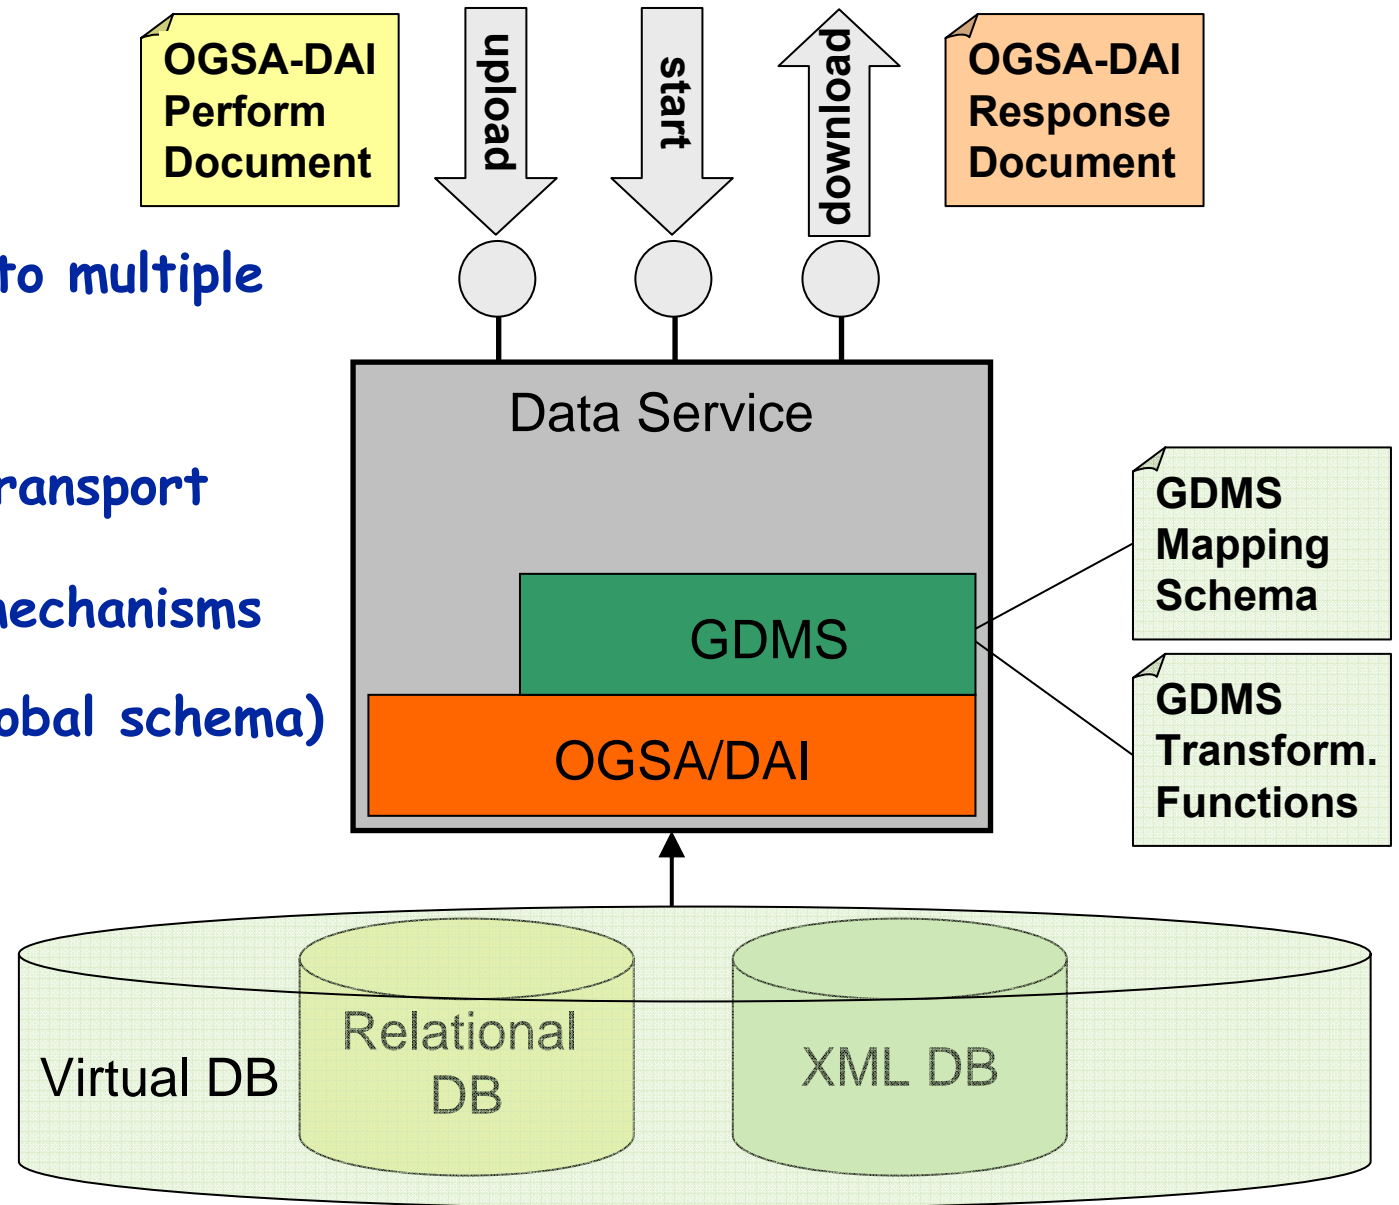 OGSA-DAI
Perform
Document
upload
start
download
OGSA-DAI
Response
Document
to multiple
Data Service
ransport
GDMS
Mapping
Schema
mechanisms
GDMS
obal schema)
GDMS
Transform.
Functions
OGSA/DAI
Relational
DB
Virtual DB
XML DB